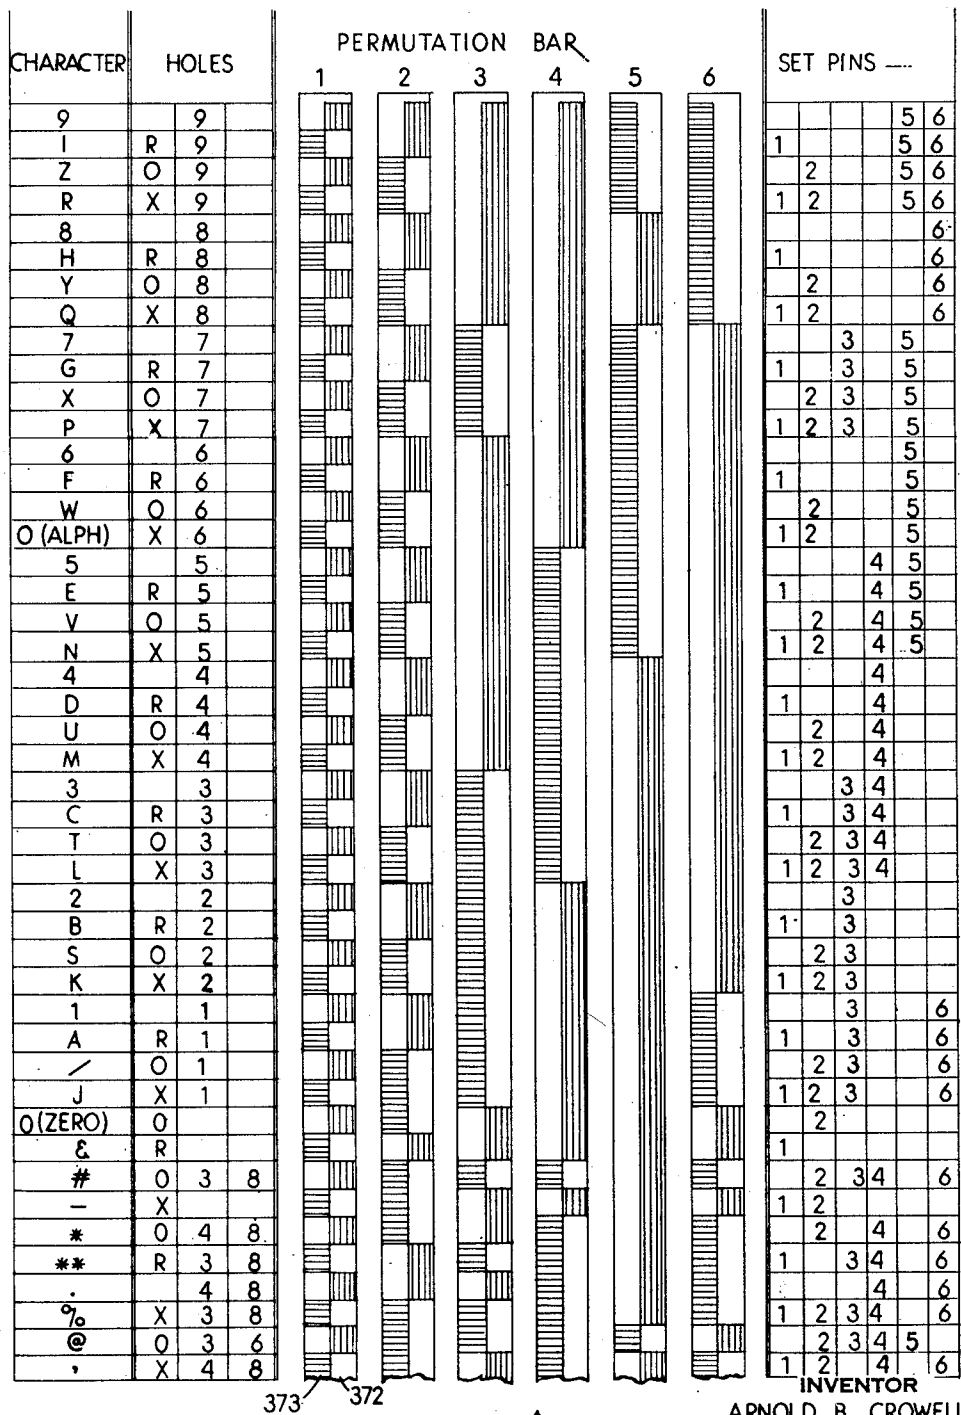 PERMUTATION BAR
CHARACTER HOLES 1 2 3 4 5 6 SET PINS ----
9 9 5 6
I R 9 1 5 6
Z O 9 2 5 6
R X 9 1 2 5 6
8 8 6
H R 8 1 6
Y O 8 2 6
Q X 8 1 2 6
7 7 3 5
G R 7 1 3 5
X O 7 2 3 5
P X 7 1 2 3 5
6 6 5
F R 6 1 5
W O 6 2 5
O (ALPH) X 6 1 2 5
5 5 4 5
E R 5 1 4 5
V O 5 2 4 5
N X 5 1 2 4 5
4 4 4
D R 4 1 4
U O 4 2 4
M X 4 1 2 4
3 3 3 4
C R 3 1 3 4
T O 3 2 3 4
L X 3 1 2 3 4
2 2 3
B R 2 1 3
S O 2 2 3
K X 2 1 2 3
1 1 3 6
A R 1 1 3 6
/ O 1 2 3 6
J X 1 1 2 3 6
O (ZERO) O 2
& R 1
# O 3 8 2 3 4 6
– X 1 2
* O 4 8 2 4 6
** R 3 8 1 3 4 6
. 4 8 4 6
% X 3 8 1 2 3 4 6
@ O 3 6 2 3 4 5
, X 4 8 1 2 4 6
373 372
INVENTOR
ARNOLD B. CROWELL